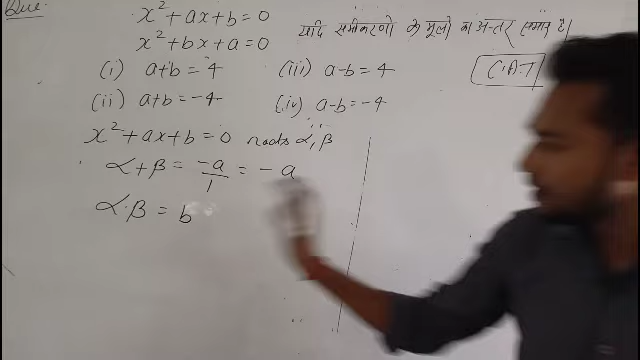 Que:
x² + ax + b = 0
x² + bx + a = 0
यदि समीकरणो के मूलो का अन्तर समान है।
(i) a+b = 4 (iii) a-b = 4
(ii) a+b = -4 (iv) a-b = -4
x² + ax + b = 0 roots α, β
α + β = -a/1 = -a
α·β = b